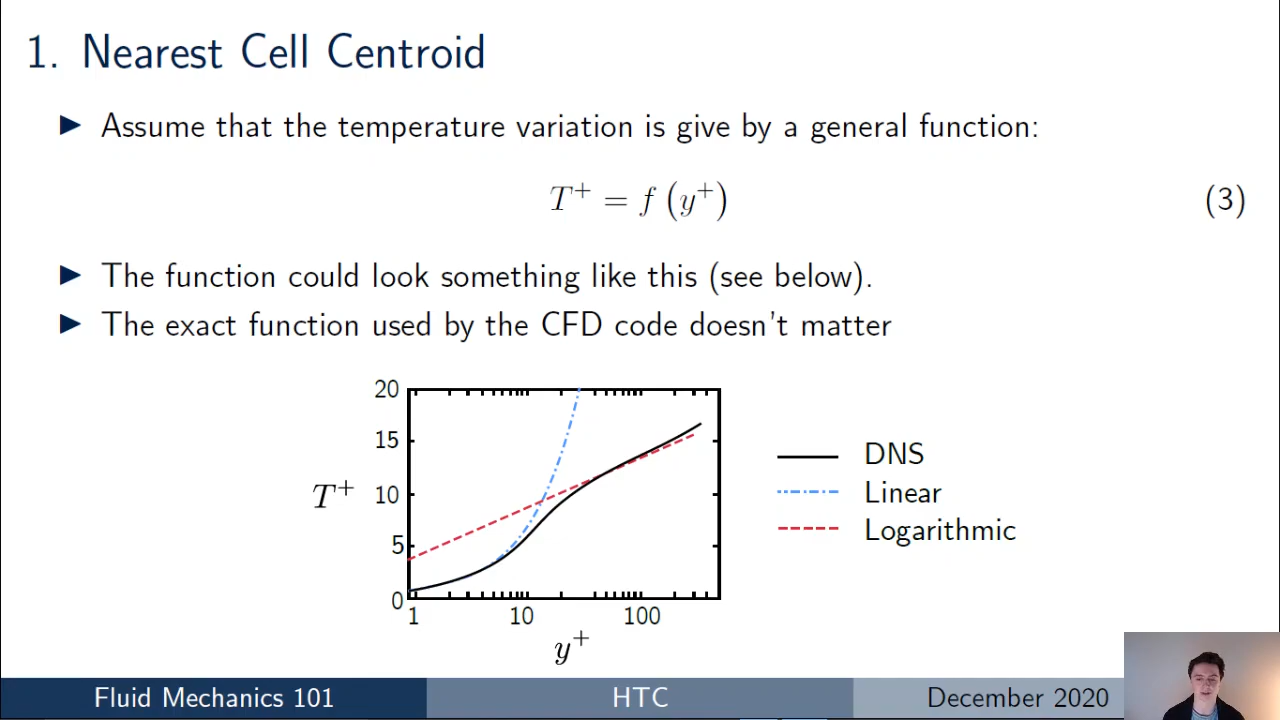 1. Nearest Cell Centroid
▶ Assume that the temperature variation is give by a general function:
T⁺ = f (y⁺) (3)
▶ The function could look something like this (see below).
▶ The exact function used by the CFD code doesn't matter
20
15
10
5
0
T⁺
1 10 100
y⁺
DNS
Linear
Logarithmic
Fluid Mechanics 101 HTC December 2020